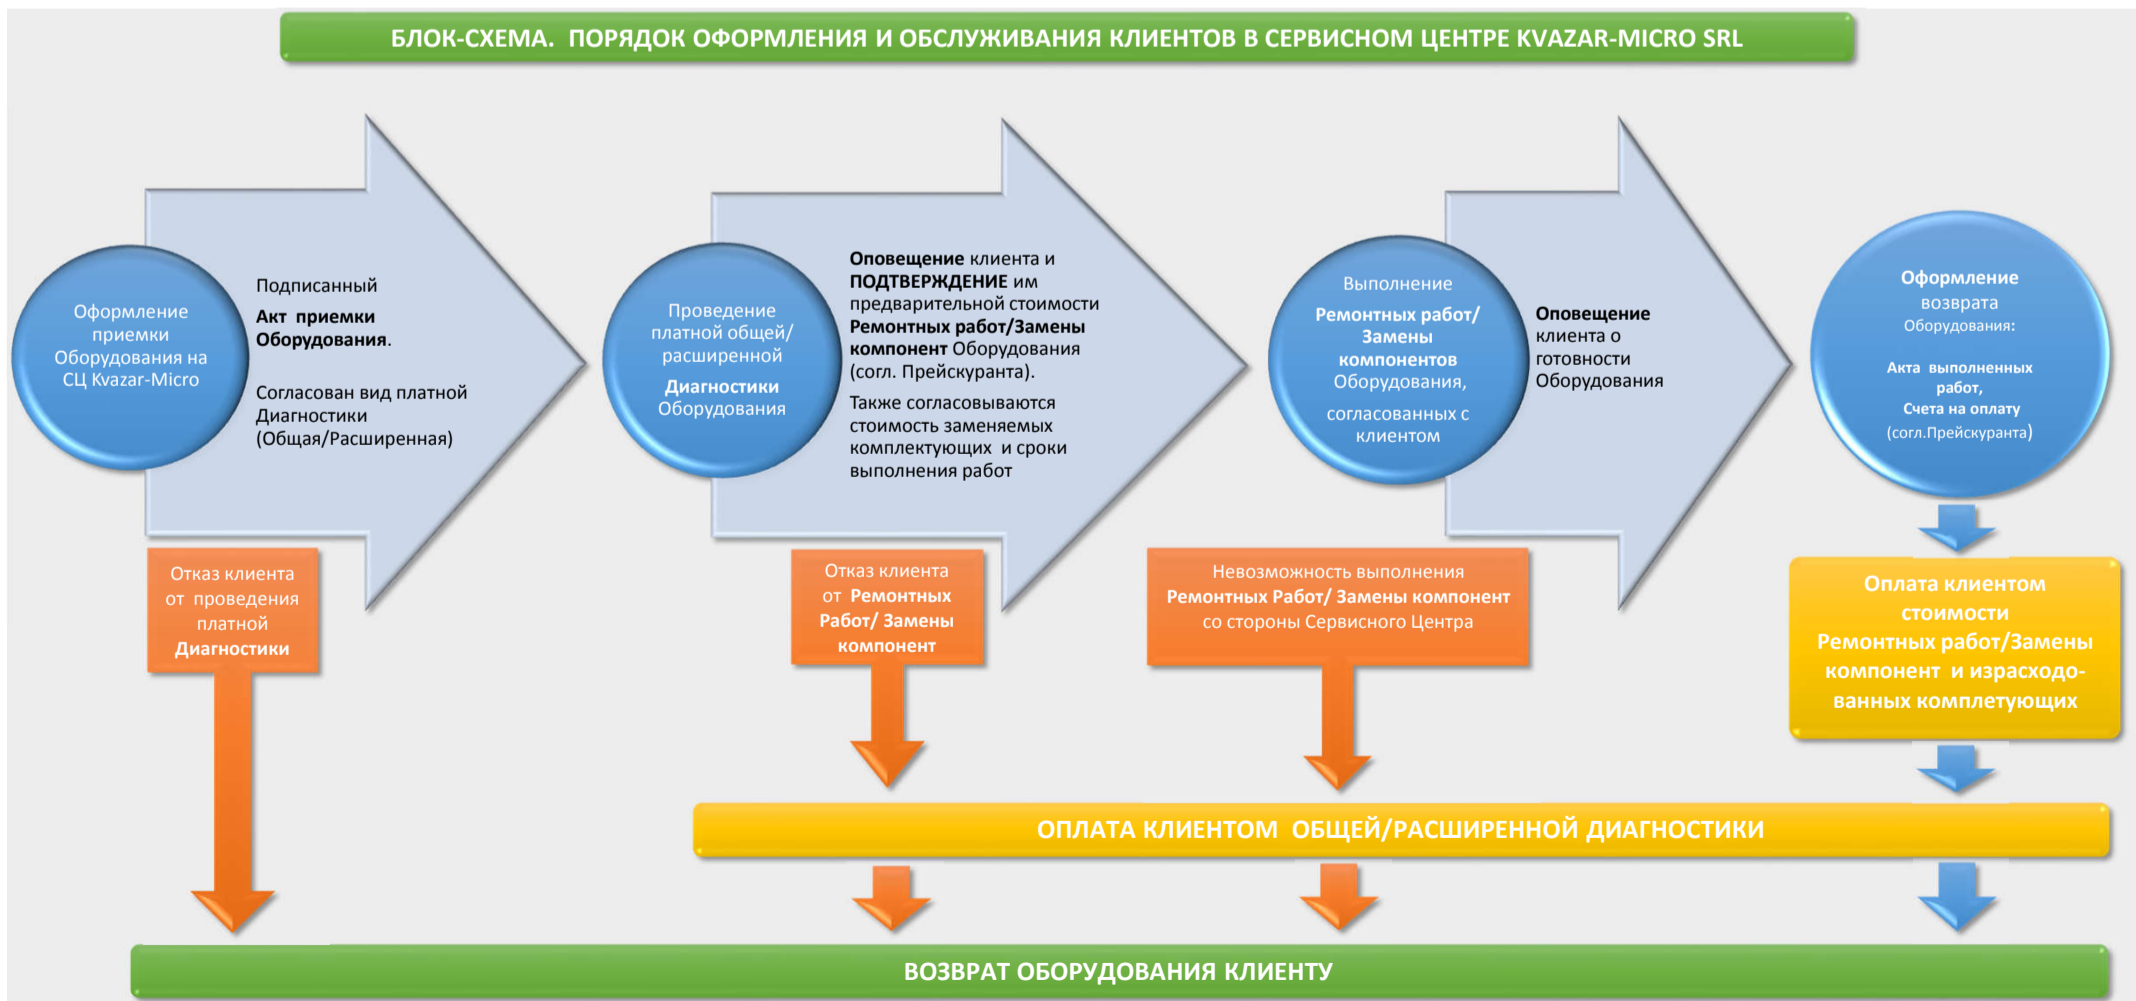 БЛОК-СХЕМА. ПОРЯДОК ОФОРМЛЕНИЯ И ОБСЛУЖИВАНИЯ КЛИЕНТОВ В СЕРВИСНОМ ЦЕНТРЕ KVAZAR-MICRO SRL
Оформление
приемки
Оборудования на
СЦ Kvazar-Micro
Подписанный
Акт приемки
Оборудования.
Согласован вид платной
Диагностики
(Общая/Расширенная)
Проведение
платной общей/
расширенной
Диагностики
Оборудования
Оповещение клиента и
ПОДТВЕРЖДЕНИЕ им
предварительной стоимости
Ремонтных работ/Замены
компонент Оборудования
(согл. Прейскуранта).
Также согласовываются
стоимость заменяемых
комплектующих и сроки
выполнения работ
Выполнение
Ремонтных работ/
Замены
компонентов
Оборудования,
согласованных с
клиентом
Оповещение
клиента о
готовности
Оборудования
Оформление
возврата
Оборудования:
Акта выполненных
работ,
Счета на оплату
(согл.Прейскуранта)
Отказ клиента
от проведения
платной
Диагностики
Отказ клиента
от Ремонтных
Работ/ Замены
компонент
Невозможность выполнения
Ремонтных Работ/ Замены компонент
со стороны Сервисного Центра
Оплата клиентом
стоимости
Ремонтных работ/Замены
компонент и израсходо-
ванных комплетующих
ОПЛАТА КЛИЕНТОМ ОБЩЕЙ/РАСШИРЕННОЙ ДИАГНОСТИКИ
ВОЗВРАТ ОБОРУДОВАНИЯ КЛИЕНТУ